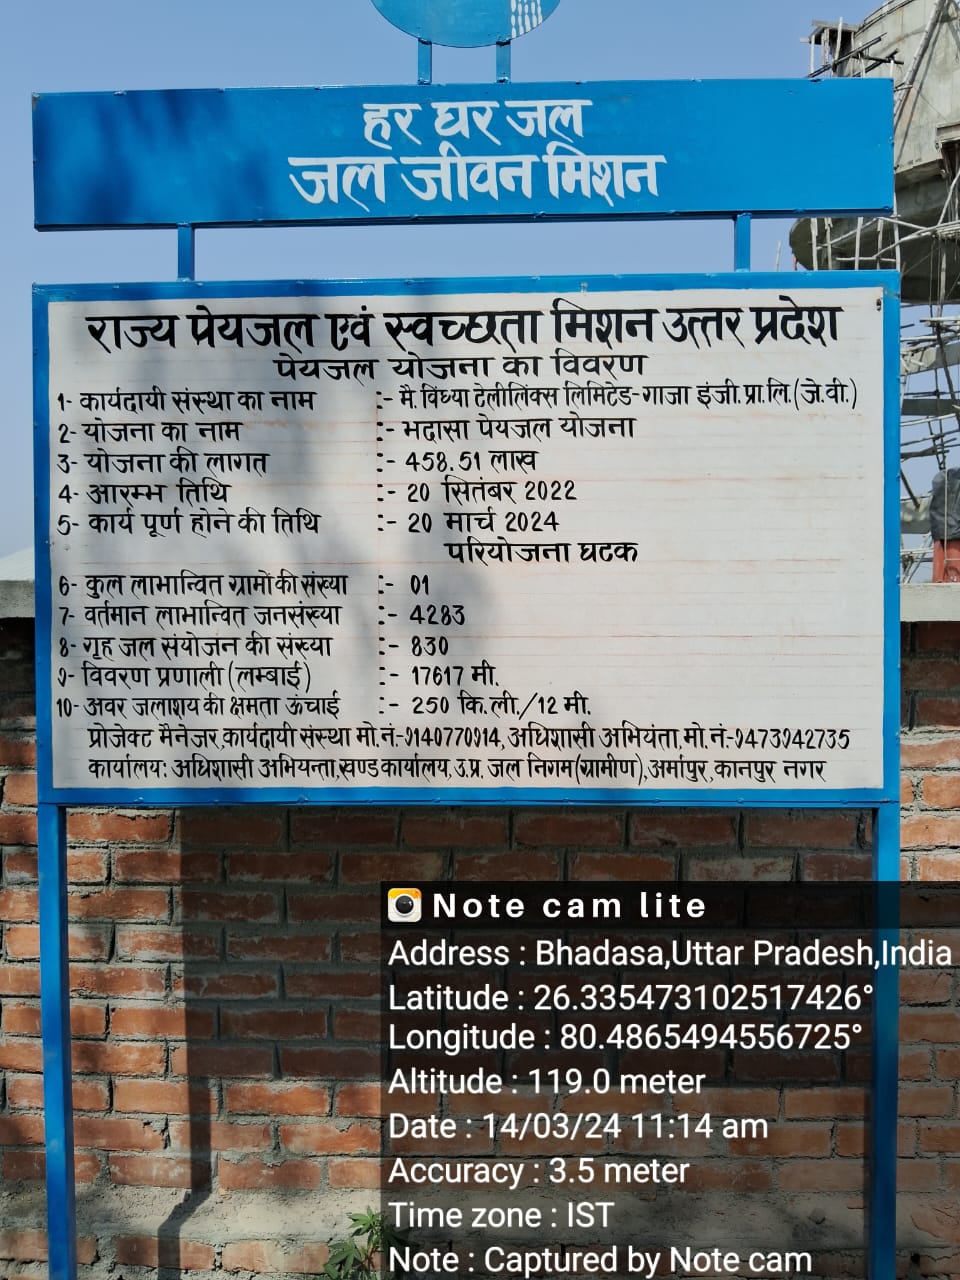 हर घर जल
जल जीवन मिशन
राज्य पेयजल एवं स्वच्छता मिशन उत्तर प्रदेश
पेयजल योजना का विवरण
1- कार्यदायी संस्था का नाम :- मै. विंध्या टेलीलिंक्स लिमिटेड-गाजा इंजी.प्रा.लि.(जे.वी.)
2- योजना का नाम :- भदासा पेयजल योजना
3- योजना की लागत :- 458.51 लाख
4- आरम्भ तिथि :- 20 सितंबर 2022
5- कार्य पूर्ण होने की तिथि :- 20 मार्च 2024
परियोजना घटक
6- कुल लाभान्वित ग्रामों की संख्या :- 01
7- वर्तमान लाभान्वित जनसंख्या :- 4283
8- गृह जल संयोजन की संख्या :- 830
9- विवरण प्रणाली (लम्बाई) :- 17617 मी.
10- अवर जलाशय की क्षमता ऊंचाई :- 250 कि.ली./12 मी.
प्रोजेक्ट मैनेजर,कार्यदायी संस्था मो.नं.-9140770914, अधिशासी अभियंता,मो.नं.-9473942735
कार्यालय: अधिशासी अभियन्ता,खण्ड कार्यालय, उ.प्र. जल निगम(ग्रामीण),अर्मापुर,कानपुर नगर
Note cam lite
Address : Bhadasa,Uttar Pradesh,India
Latitude : 26.335473102517426°
Longitude : 80.4865494556725°
Altitude : 119.0 meter
Date : 14/03/24 11:14 am
Accuracy : 3.5 meter
Time zone : IST
Note : Captured by Note cam